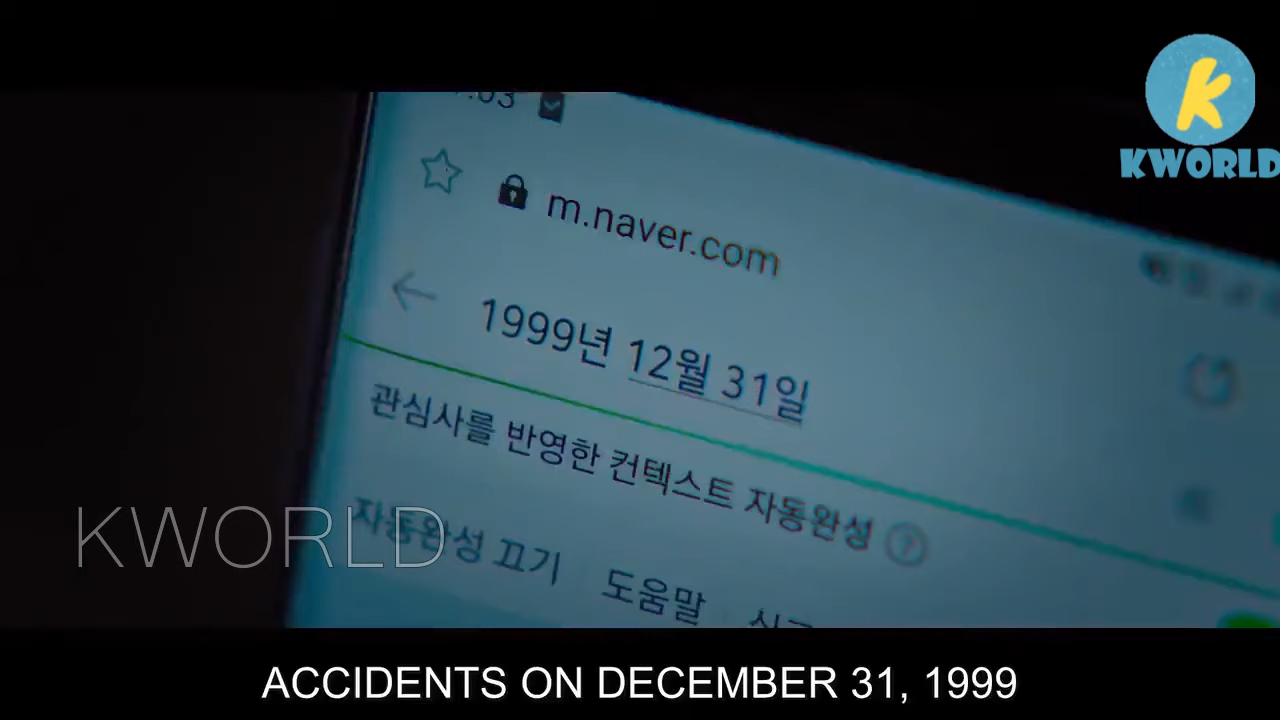 K
KWORLD
m.naver.com
1999년 12월 31일
관심사를 반영한 컨텍스트 자동완성 ?
자동완성 끄기 도움말
KWORLD
ACCIDENTS ON DECEMBER 31, 1999